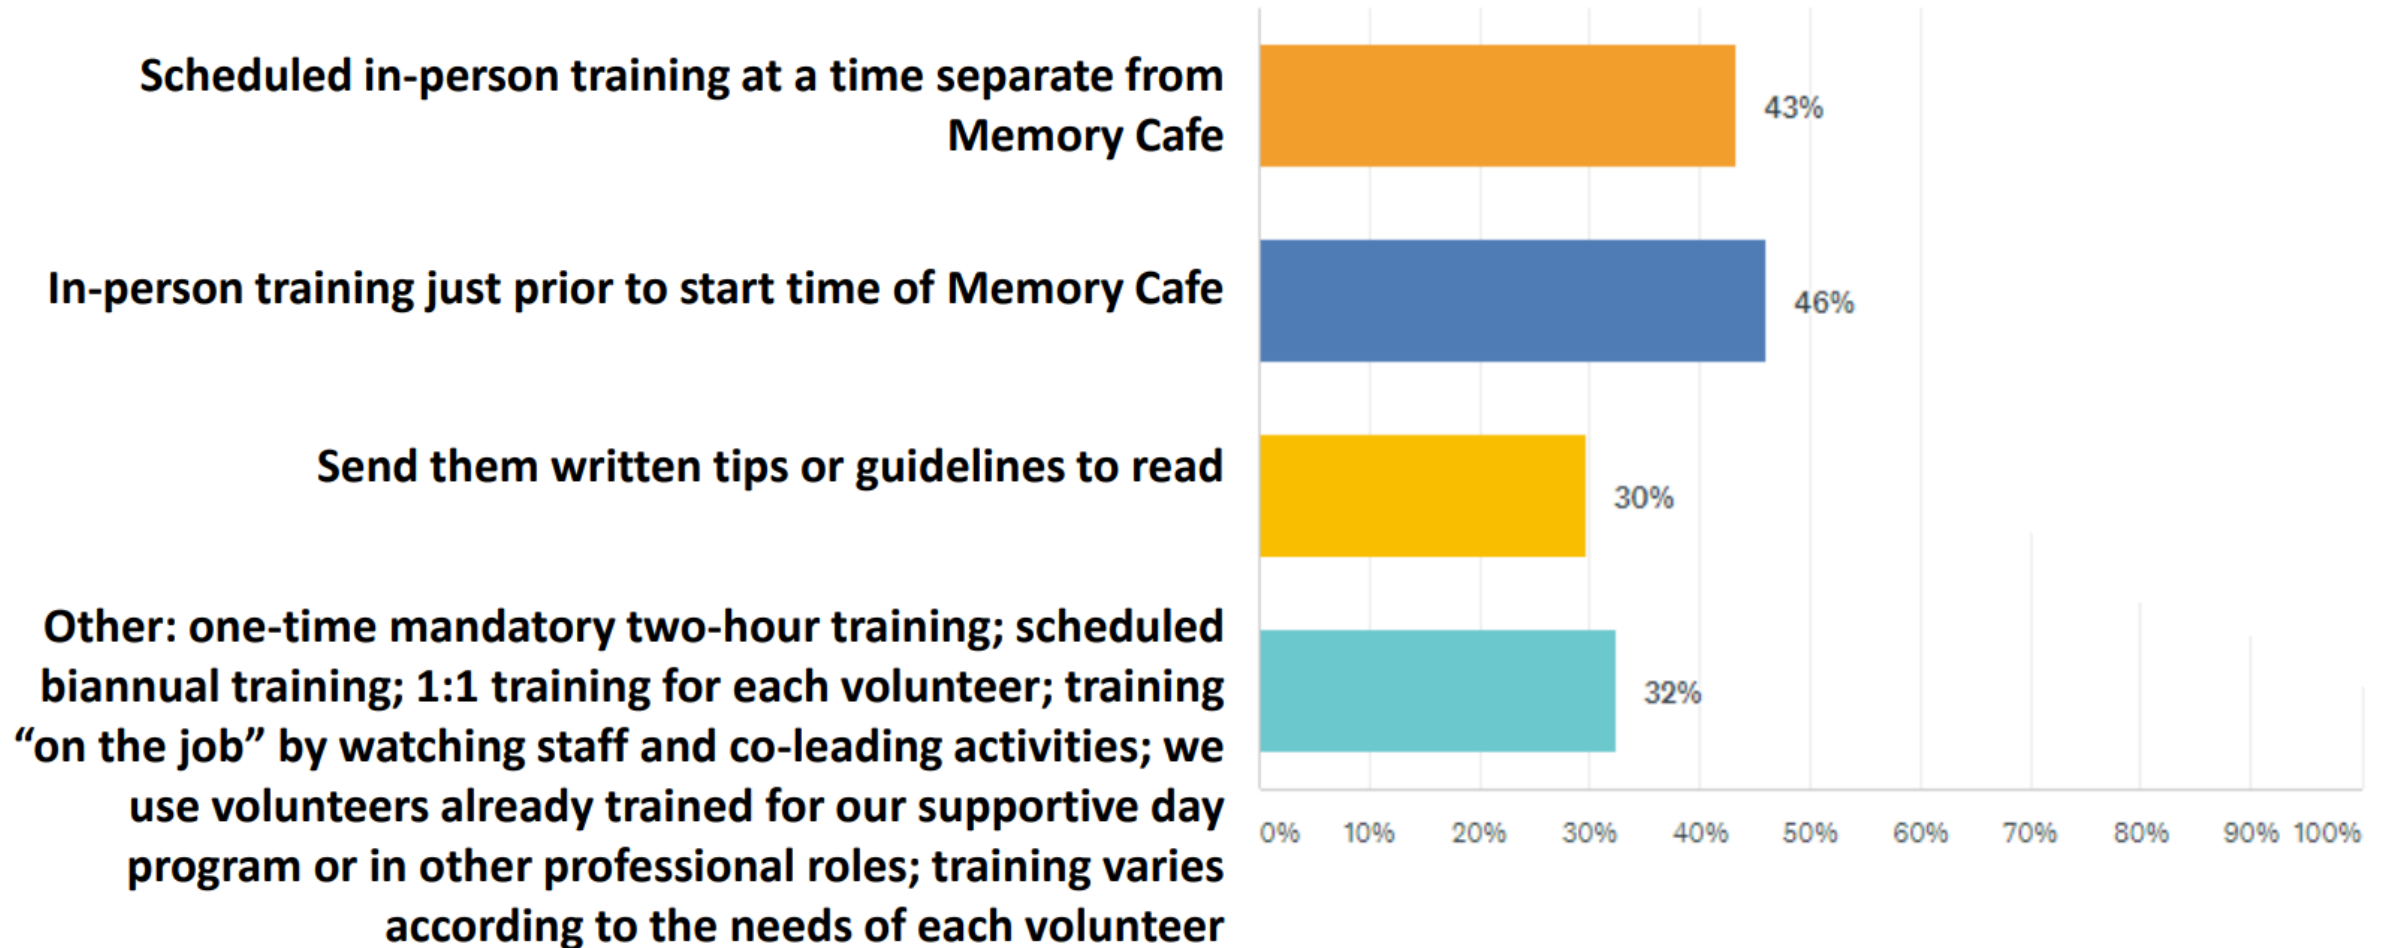 Scheduled in-person training at a time separate from
Memory Cafe
43%
In-person training just prior to start time of Memory Cafe
46%
Send them written tips or guidelines to read
30%
Other: one-time mandatory two-hour training; scheduled
biannual training; 1:1 training for each volunteer; training
“on the job” by watching staff and co-leading activities; we
use volunteers already trained for our supportive day
program or in other professional roles; training varies
according to the needs of each volunteer
32%
0% 10% 20% 30% 40% 50% 60% 70% 80% 90% 100%